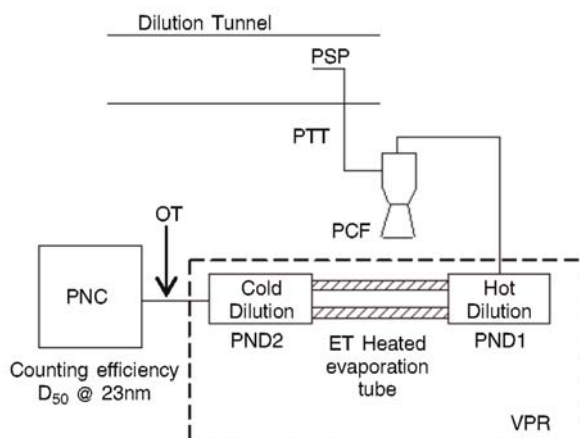 Dilution Tunnel
PSP
PTT
PCF
OT
PNC
Counting efficiency
D₅₀ @ 23nm
Cold
Dilution
PND2
ET Heated
evaporation
tube
Hot
Dilution
PND1
VPR